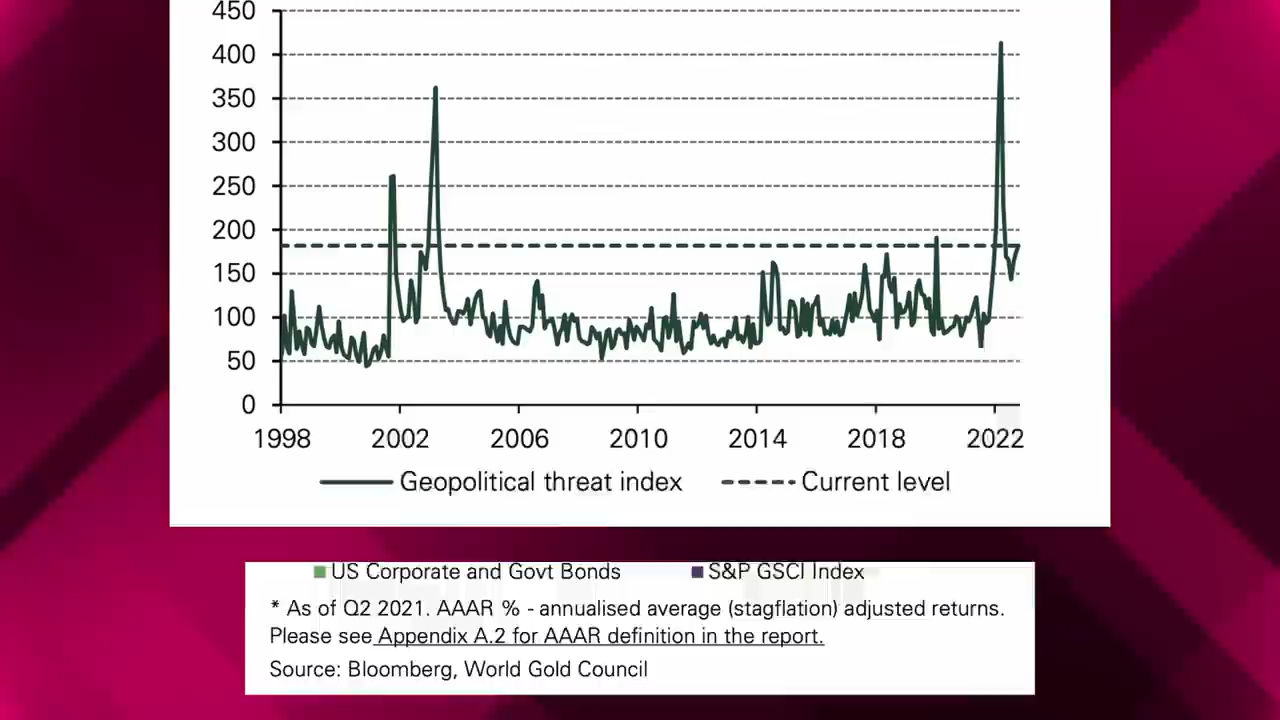 450
400
350
300
250
200
150
100
50
0
1998 2002 2006 2010 2014 2018 2022
Geopolitical threat index Current level
US Corporate and Govt Bonds S&P GSCI Index
* As of Q2 2021. AAAR % - annualised average (stagflation) adjusted returns.
Please see Appendix A.2 for AAAR definition in the report.
Source: Bloomberg, World Gold Council